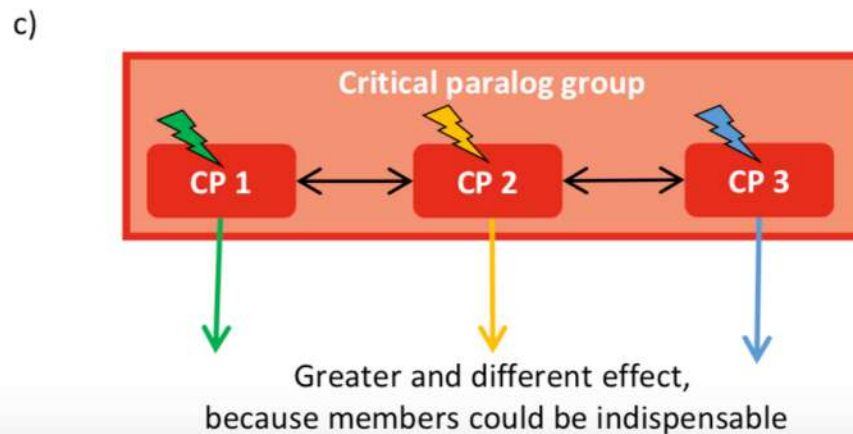 c)
Critical paralog group
CP 1
CP 2
CP 3
Greater and different effect,
because members could be indispensable